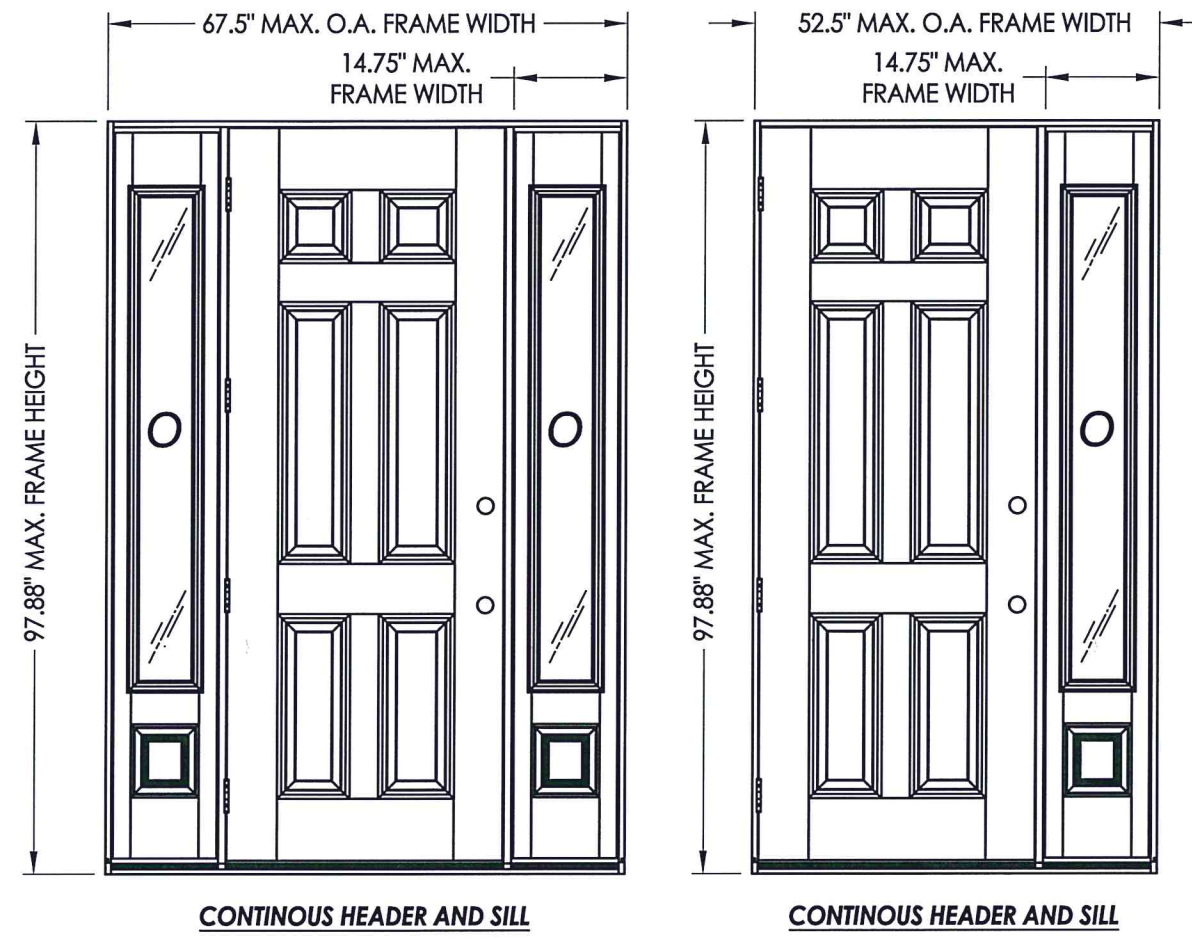 67.5" MAX. O.A. FRAME WIDTH
14.75" MAX.
FRAME WIDTH
97.88" MAX. FRAME HEIGHT
O
O
CONTINOUS HEADER AND SILL
52.5" MAX. O.A. FRAME WIDTH
14.75" MAX.
FRAME WIDTH
97.88" MAX. FRAME HEIGHT
O
CONTINOUS HEADER AND SILL